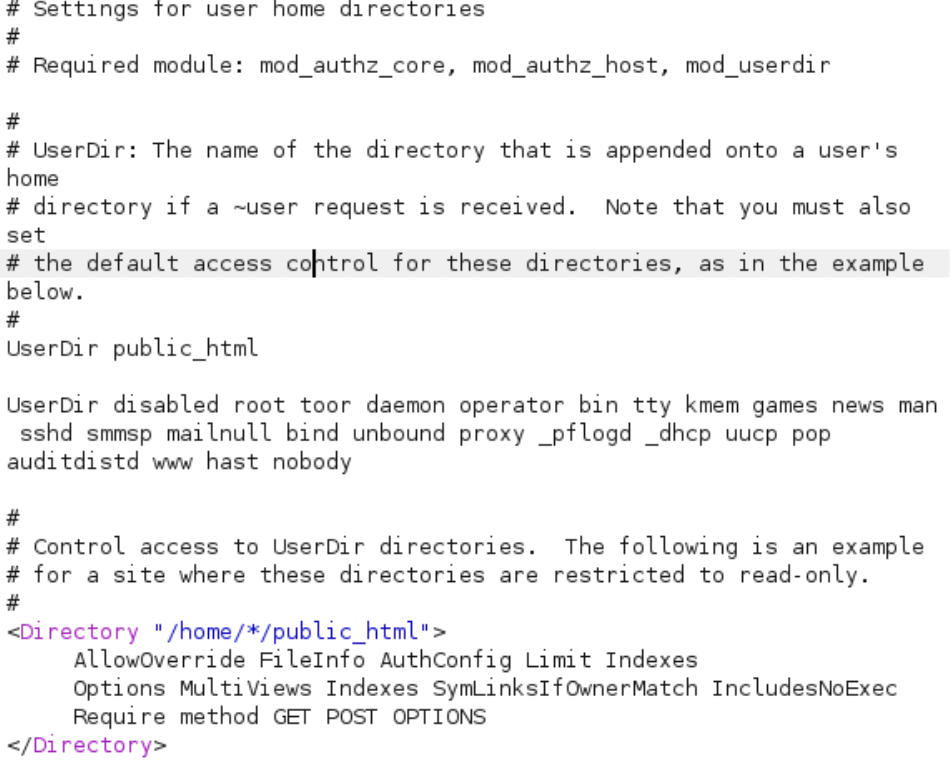 # Settings for user home directories
#
# Required module: mod_authz_core, mod_authz_host, mod_userdir
#
# UserDir: The name of the directory that is appended onto a user's
home
# directory if a ~user request is received.  Note that you must also
set
# the default access control for these directories, as in the example
below.
#
UserDir public_html
UserDir disabled root toor daemon operator bin tty kmem games news man
sshd smmsp mailnull bind unbound proxy _pflogd _dhcp uucp pop
auditdistd www hast nobody
#
# Control access to UserDir directories.  The following is an example
# for a site where these directories are restricted to read-only.
#
<Directory "/home/*/public_html">
AllowOverride FileInfo AuthConfig Limit Indexes
Options MultiViews Indexes SymLinksIfOwnerMatch IncludesNoExec
Require method GET POST OPTIONS
</Directory>